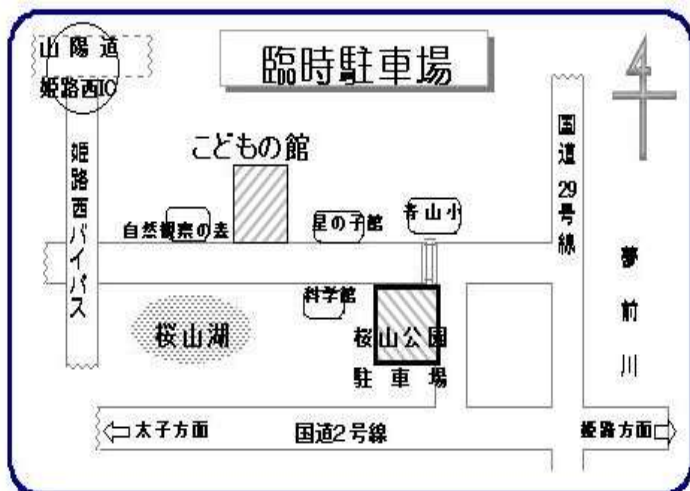 臨時駐車場
山陽道
姫路西IC
姫路西バイパス
こどもの館
国道29号線
自然観察の森
星の子館
青山小
夢前川
科学館
桜山湖
桜山公園
駐車場
太子方面
国道2号線
姫路方面